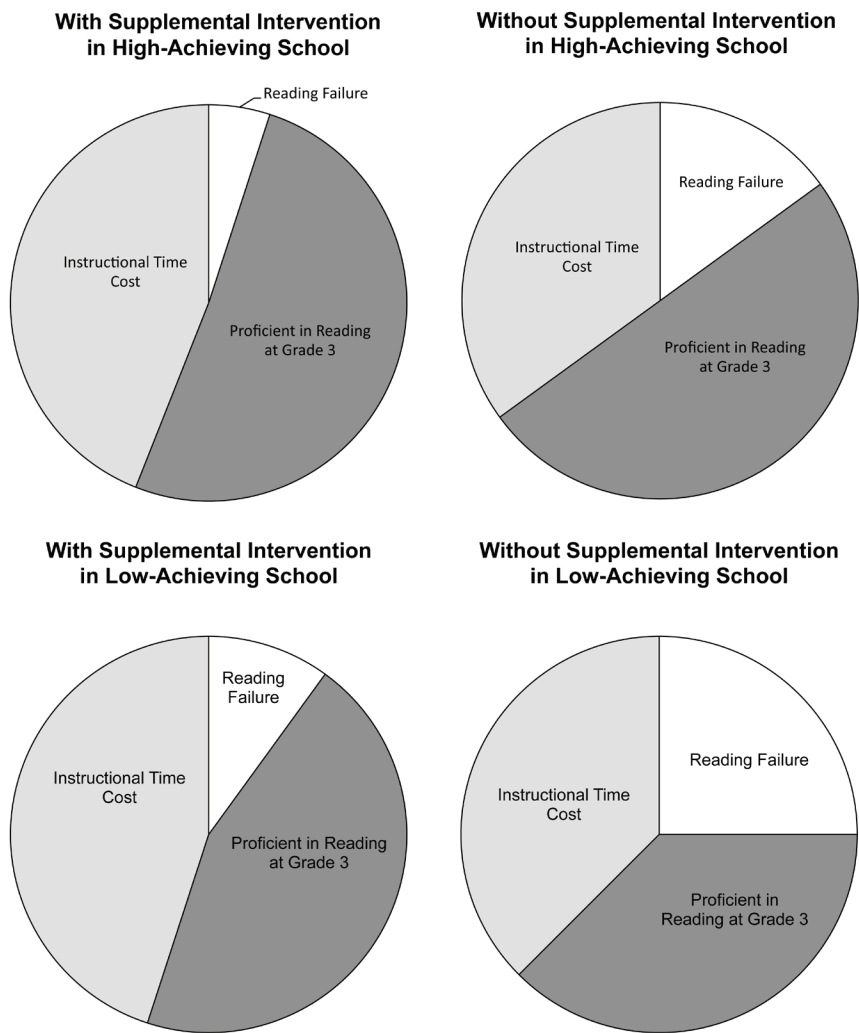 With Supplemental Intervention
in High-Achieving School
Reading Failure
Instructional Time
Cost
Proficient in Reading
at Grade 3
Without Supplemental Intervention
in High-Achieving School
Reading Failure
Instructional Time
Cost
Proficient in Reading
at Grade 3
With Supplemental Intervention
in Low-Achieving School
Reading
Failure
Instructional Time
Cost
Proficient in Reading
at Grade 3
Without Supplemental Intervention
in Low-Achieving School
Reading Failure
Instructional Time
Cost
Proficient in
Reading at Grade 3